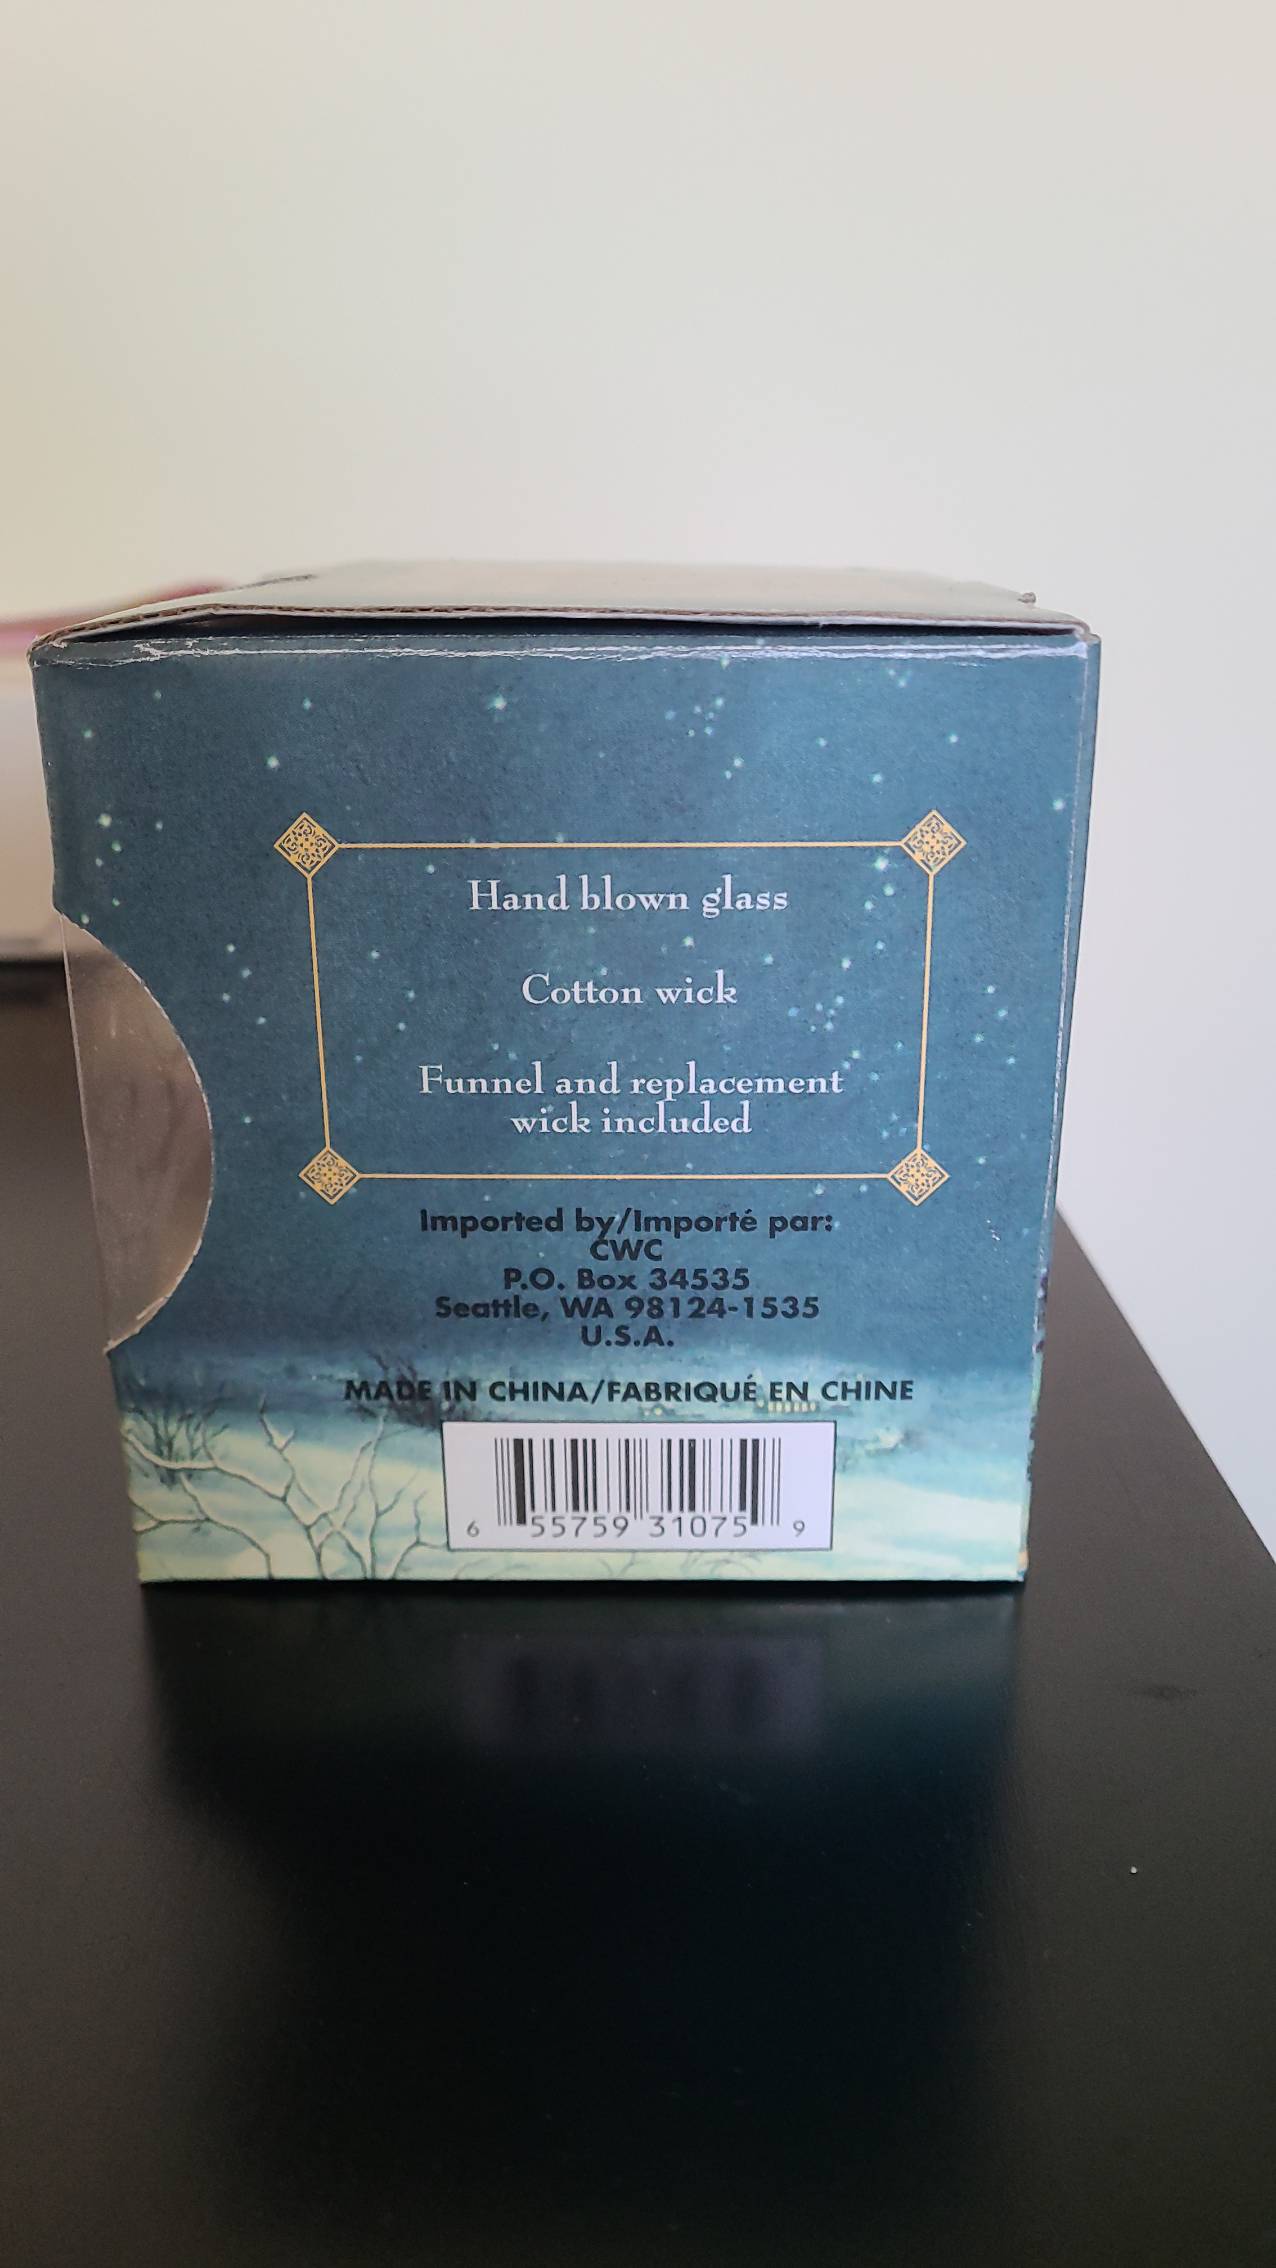 Hand blown glass
Cotton wick
Funnel and replacement
wick included
Imported by/Importé par:
CWC
P.O. Box 34535
Seattle, WA 98124-1535
U.S.A.
MADE IN CHINA/FABRIQUÉ EN CHINE
6 55759 31075 9